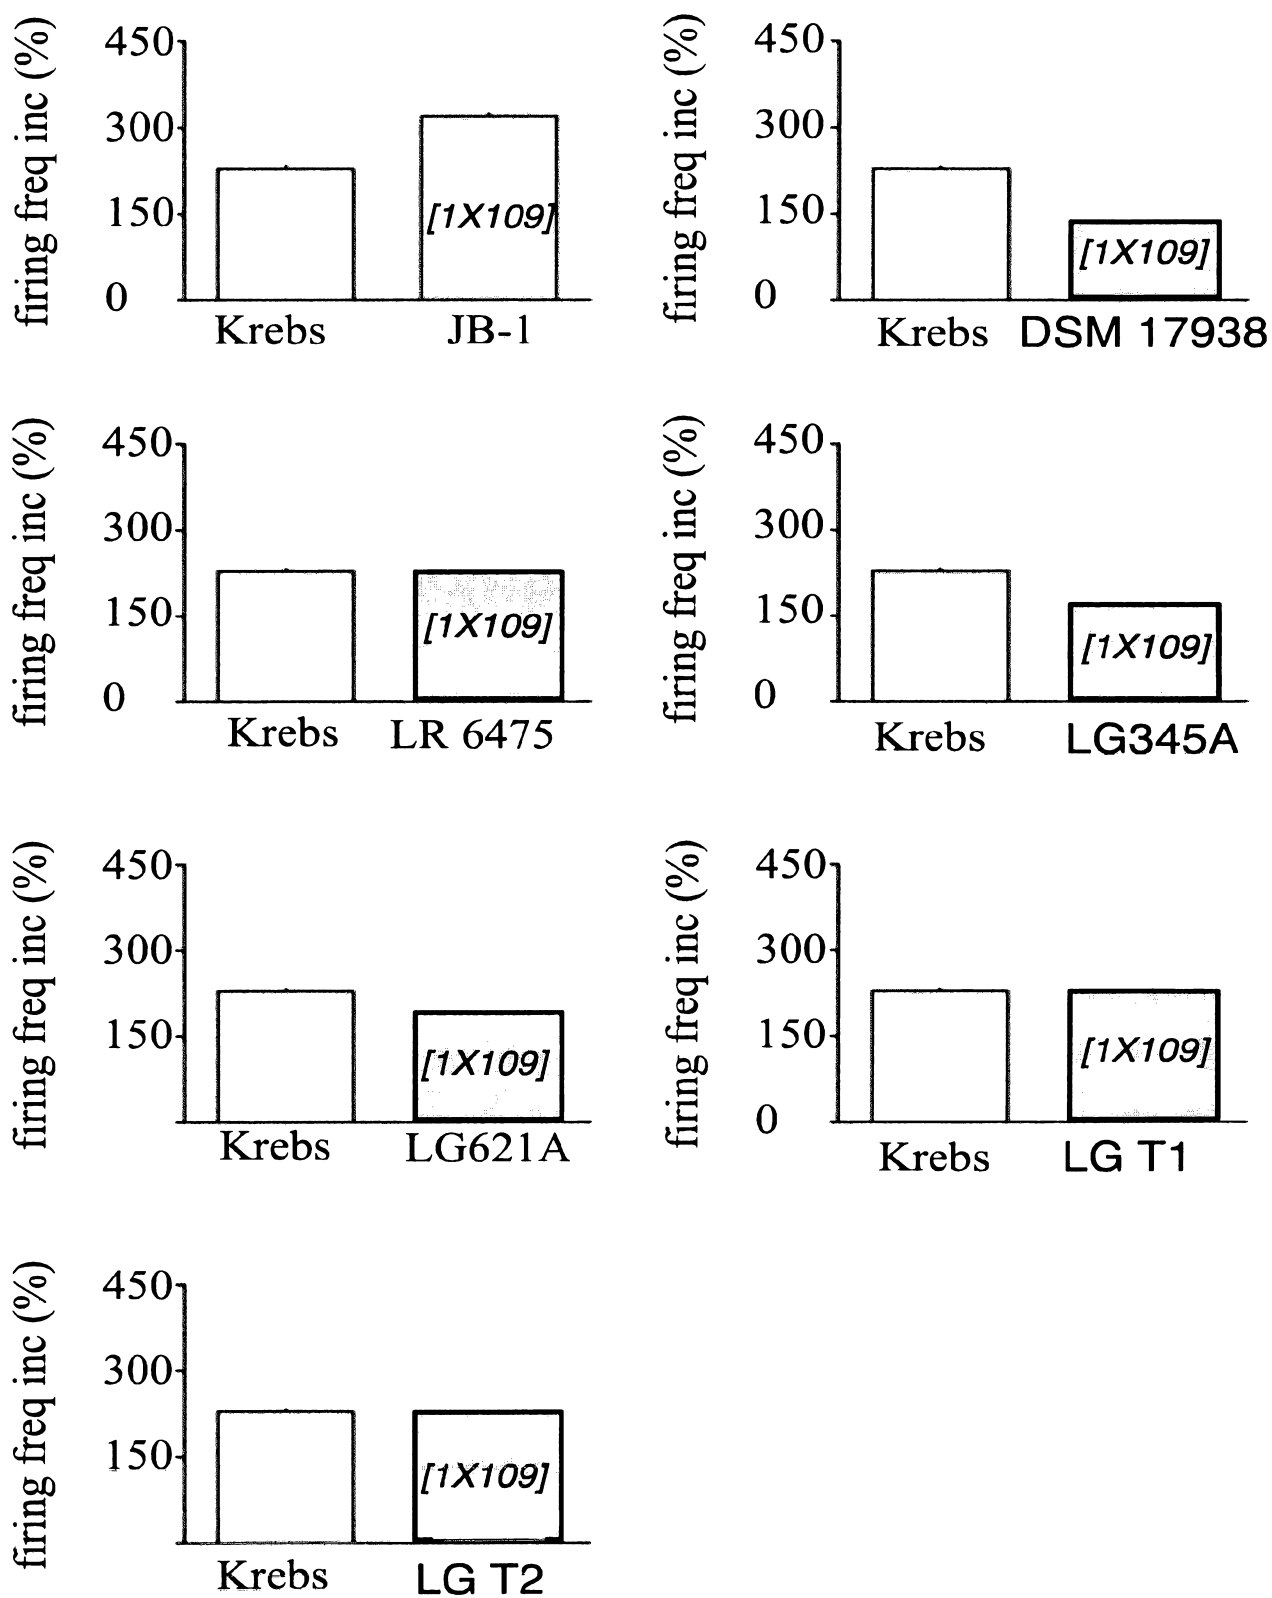 firing freq inc (%)
450
300
150
0
[1X109]
Krebs JB-1
firing freq inc (%)
450
300
150
0
[1X109]
Krebs DSM 17938
firing freq inc (%)
450
300
150
0
[1X109]
Krebs LR 6475
firing freq inc (%)
450
300
150
0
[1X109]
Krebs LG345A
firing freq inc (%)
450
300
150
[1X109]
Krebs LG621A
firing freq inc (%)
450
300
150
0
[1X109]
Krebs LG T1
firing freq inc (%)
450
300
150
[1X109]
Krebs LG T2